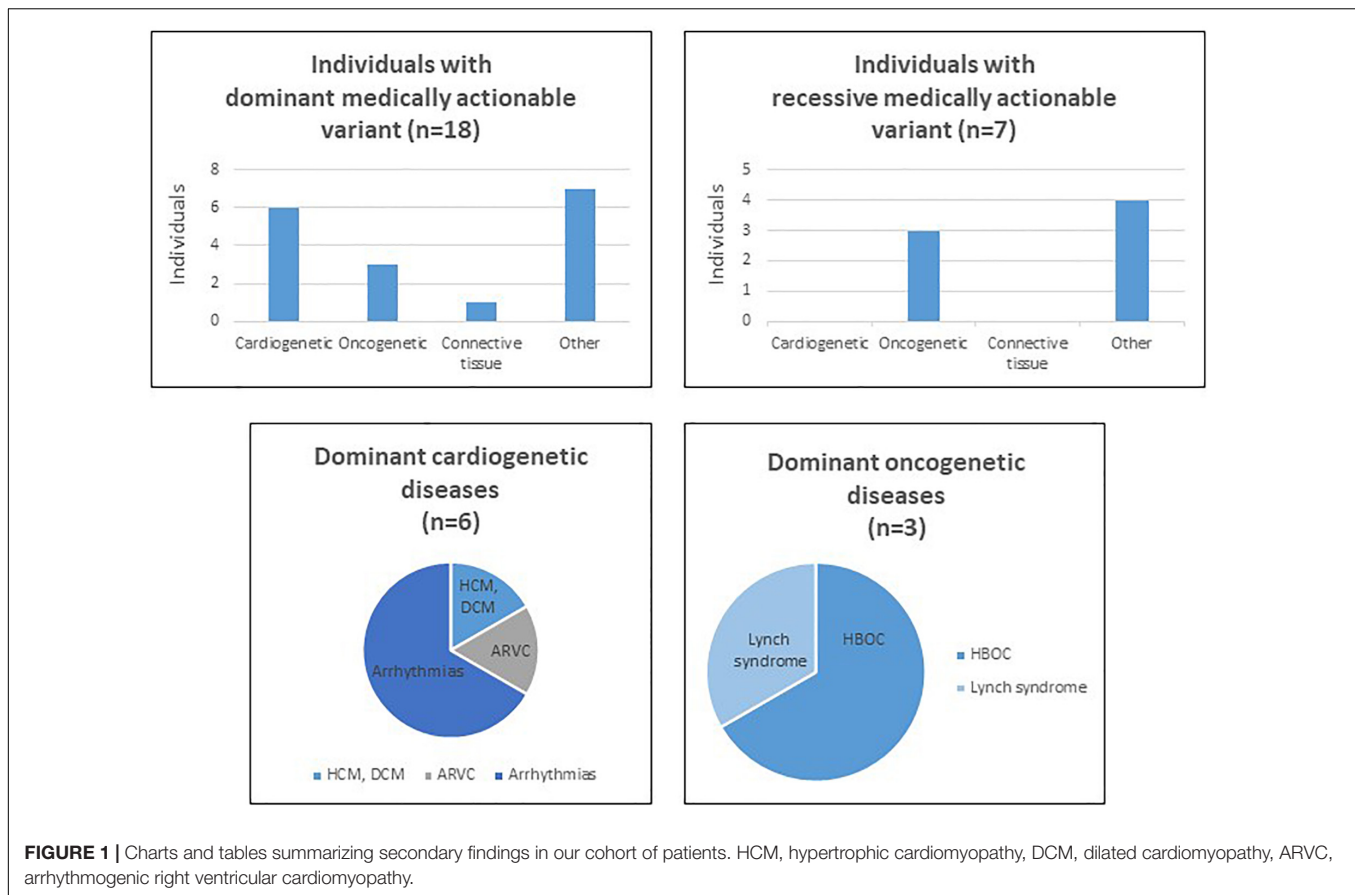 Individuals with
dominant medically actionable
variant (n=18)
Individuals
8
6
4
2
0
Cardiogenetic Oncogenetic Connective Other
tissue
Individuals with
recessive medically actionable
variant (n=7)
Individuals
5
4
3
2
1
0
Cardiogenetic Oncogenetic Connective Other
tissue
Dominant cardiogenetic
diseases
(n=6)
HCM,
DCM
ARVC
Arrhythmias
HCM, DCM ARVC Arrhythmias
Dominant oncogenetic
diseases
(n=3)
Lynch
syndrome
HBOC
HBOC
Lynch syndrome
FIGURE 1 | Charts and tables summarizing secondary findings in our cohort of patients. HCM, hypertrophic cardiomyopathy, DCM, dilated cardiomyopathy, ARVC,
arrhythmogenic right ventricular cardiomyopathy.